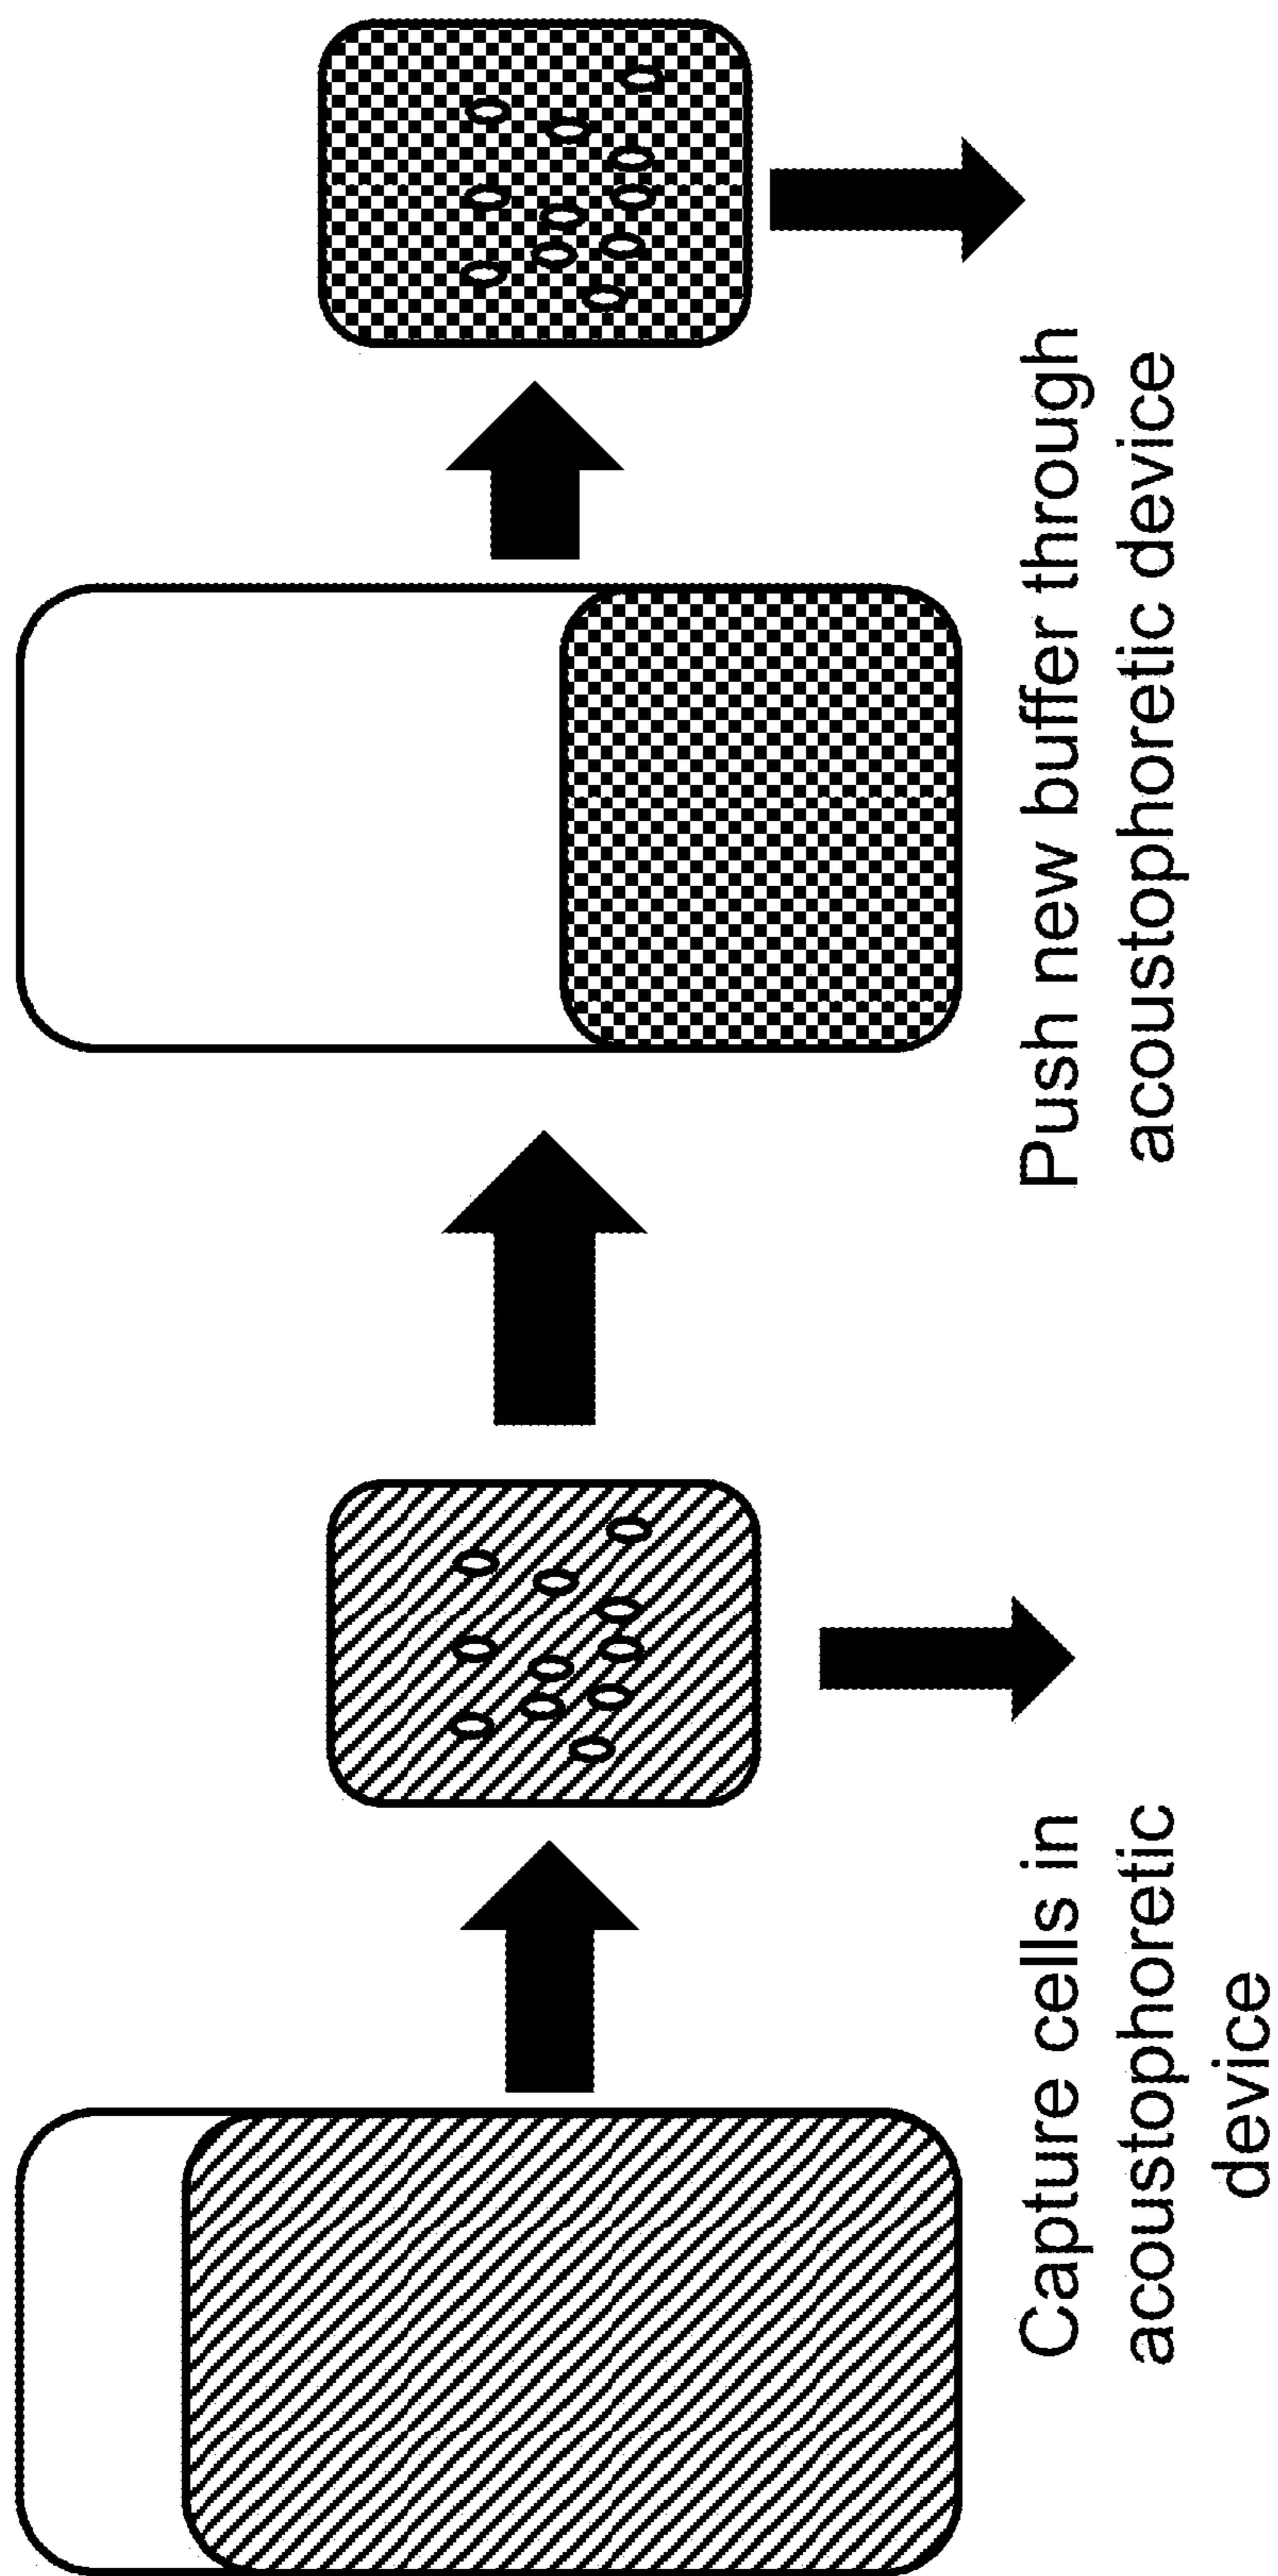 Capture cells in
acoustophoretic
device
Push new buffer through
acoustophoretic device